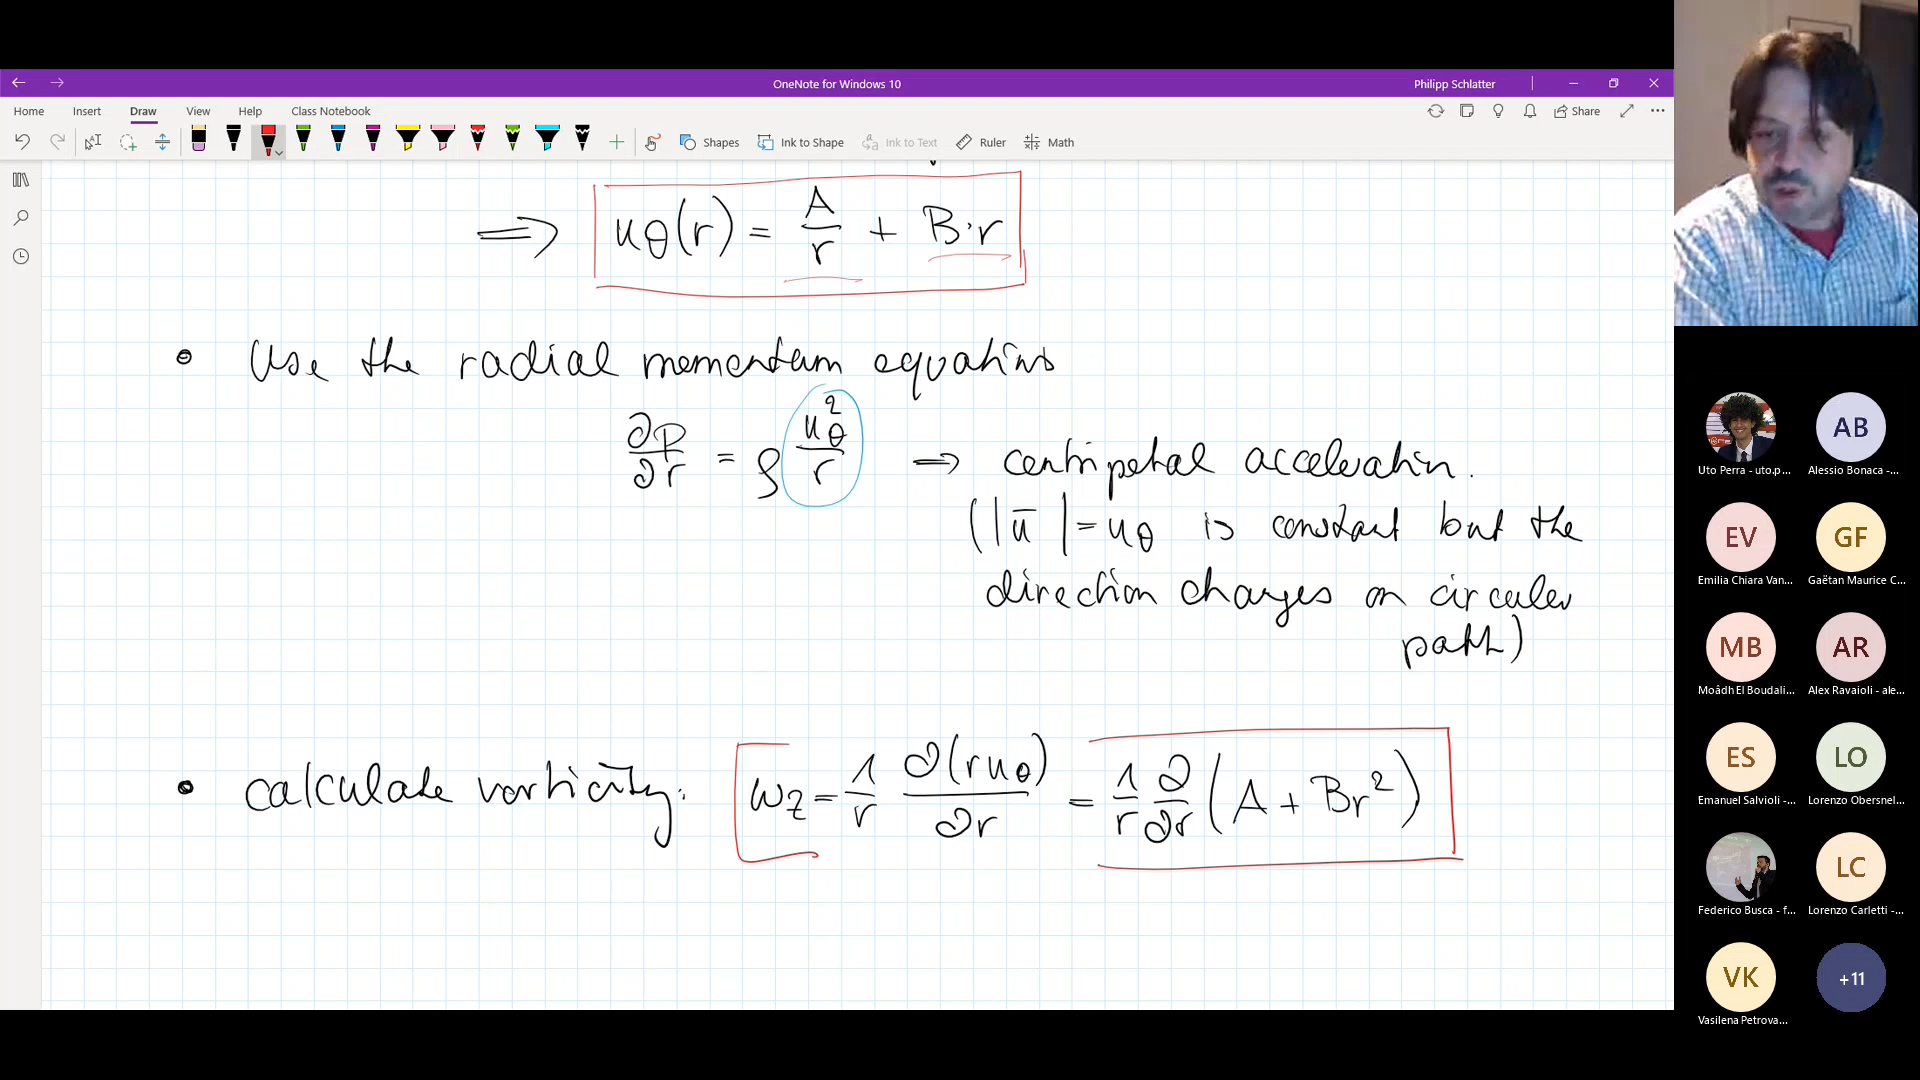 OneNote for Windows 10
Philipp Schlatter
Home Insert Draw View Help Class Notebook
Share
Shapes Ink to Shape Ink to Text Ruler Math
⇒ uθ(r) = A/r + B·r
• Use the radial momentum equations
∂p/∂r = ρ uθ²/r → centripetal acceleration.
(|ū| = uθ is constant but the
direction changes on circular
path)
• calculate vorticity: ωz = 1/r ∂(r uθ)/∂r = 1/r ∂/∂r (A + Br²)
AB
Uto Perra - uto.p... Alessio Bonaca -...
EV GF
Emilia Chiara Van... Gaëtan Maurice C...
MB AR
Moâdh El Boudali... Alex Ravaioli - ale...
ES LO
Emanuel Salvioli -... Lorenzo Obersnel...
LC
Federico Busca - f... Lorenzo Carletti -...
VK +11
Vasilena Petrova...